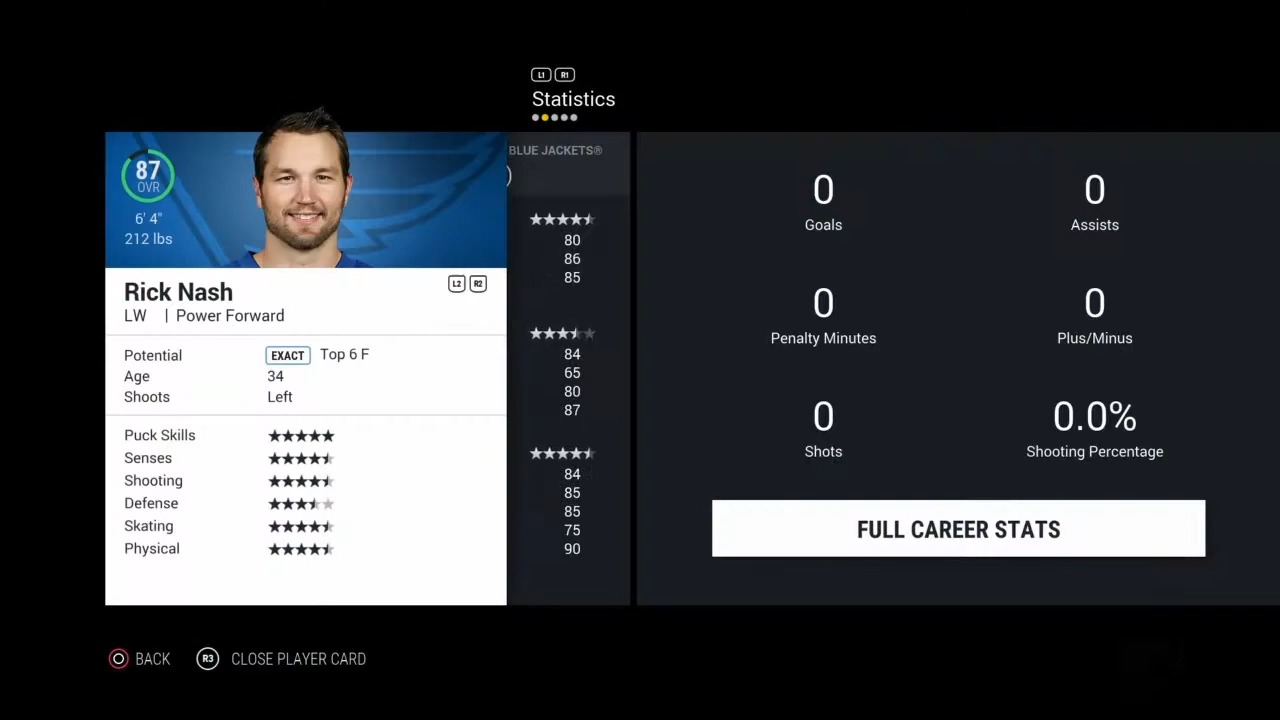 L1 R1
Statistics
87
OVR
6' 4"
212 lbs
Rick Nash
L2 R2
LW | Power Forward
Potential EXACT Top 6 F
Age 34
Shoots Left
Puck Skills
Senses
Shooting
Defense
Skating
Physical
BLUE JACKETS®
)
80
86
85
84
65
80
87
84
85
85
75
90
0
Goals
0
Assists
0
Penalty Minutes
0
Plus/Minus
0
Shots
0.0%
Shooting Percentage
FULL CAREER STATS
BACK
R3 CLOSE PLAYER CARD